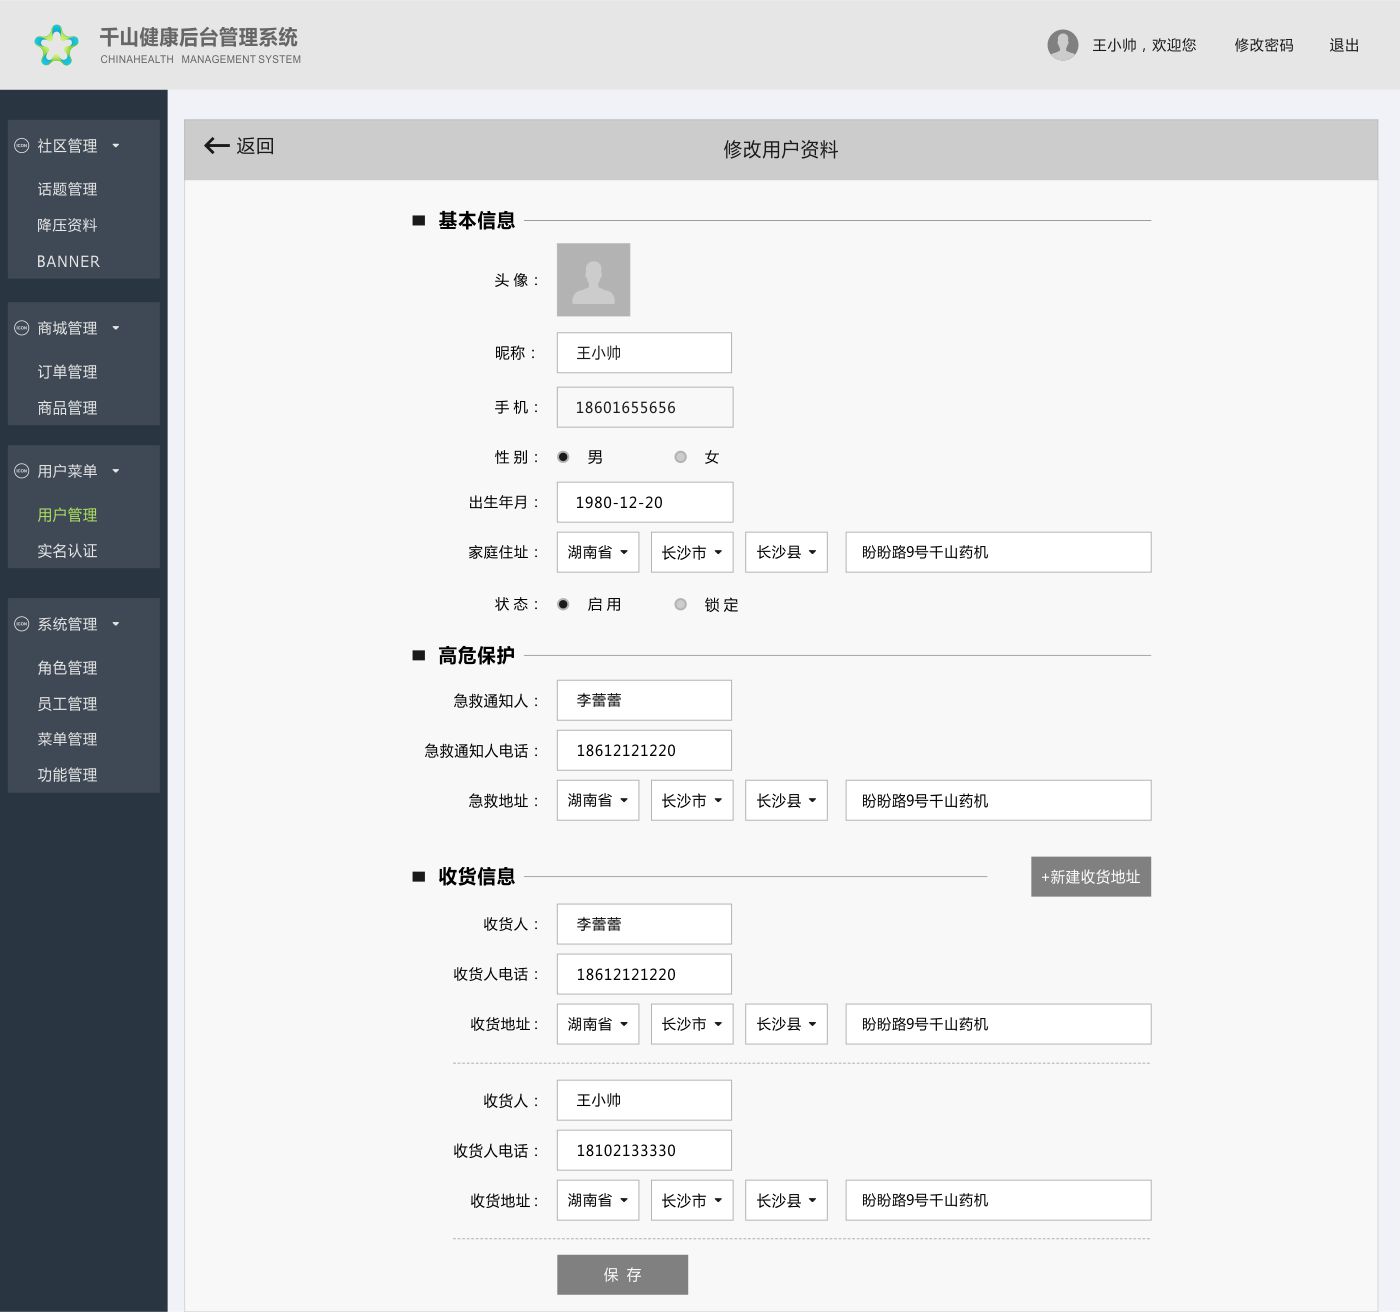 千山健康后台管理系统
CHINAHEALTH MANAGEMENT SYSTEM
王小帅，欢迎您 修改密码 退出
社区管理
话题管理
降压资料
BANNER
商城管理
订单管理
商品管理
用户菜单
用户管理
实名认证
系统管理
角色管理
员工管理
菜单管理
功能管理
返回 修改用户资料
基本信息
头像：
昵称： 王小帅
手机： 18601655656
性别： 男 女
出生年月： 1980-12-20
家庭住址： 湖南省 长沙市 长沙县 盼盼路9号千山药机
状态： 启用 锁定
高危保护
急救通知人： 李蕾蕾
急救通知人电话： 18612121220
急救地址： 湖南省 长沙市 长沙县 盼盼路9号千山药机
收货信息 +新建收货地址
收货人： 李蕾蕾
收货人电话： 18612121220
收货地址： 湖南省 长沙市 长沙县 盼盼路9号千山药机
收货人： 王小帅
收货人电话： 18102133330
收货地址： 湖南省 长沙市 长沙县 盼盼路9号千山药机
保存